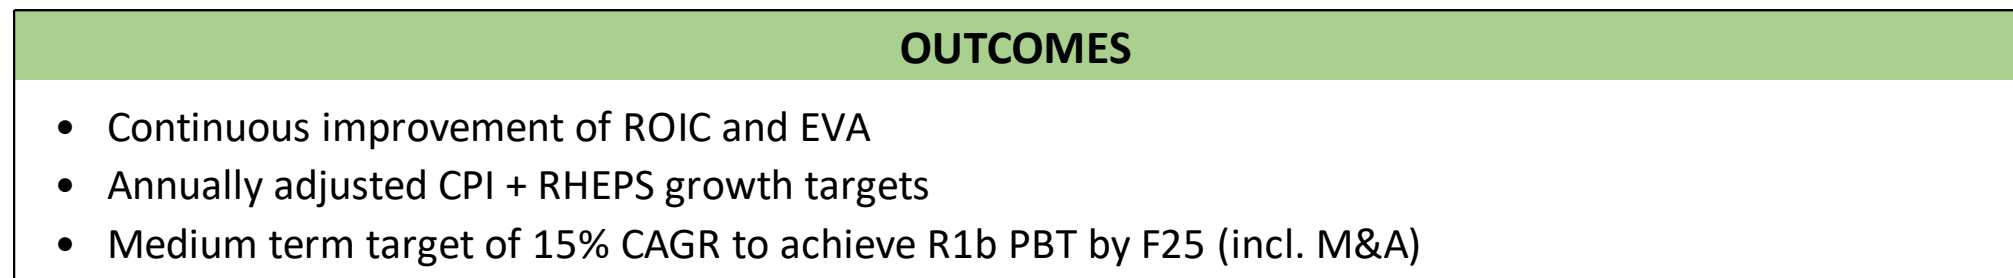 OUTCOMES
• Continuous improvement of ROIC and EVA
• Annually adjusted CPI + RHEPS growth targets
• Medium term target of 15% CAGR to achieve R1b PBT by F25 (incl. M&A)